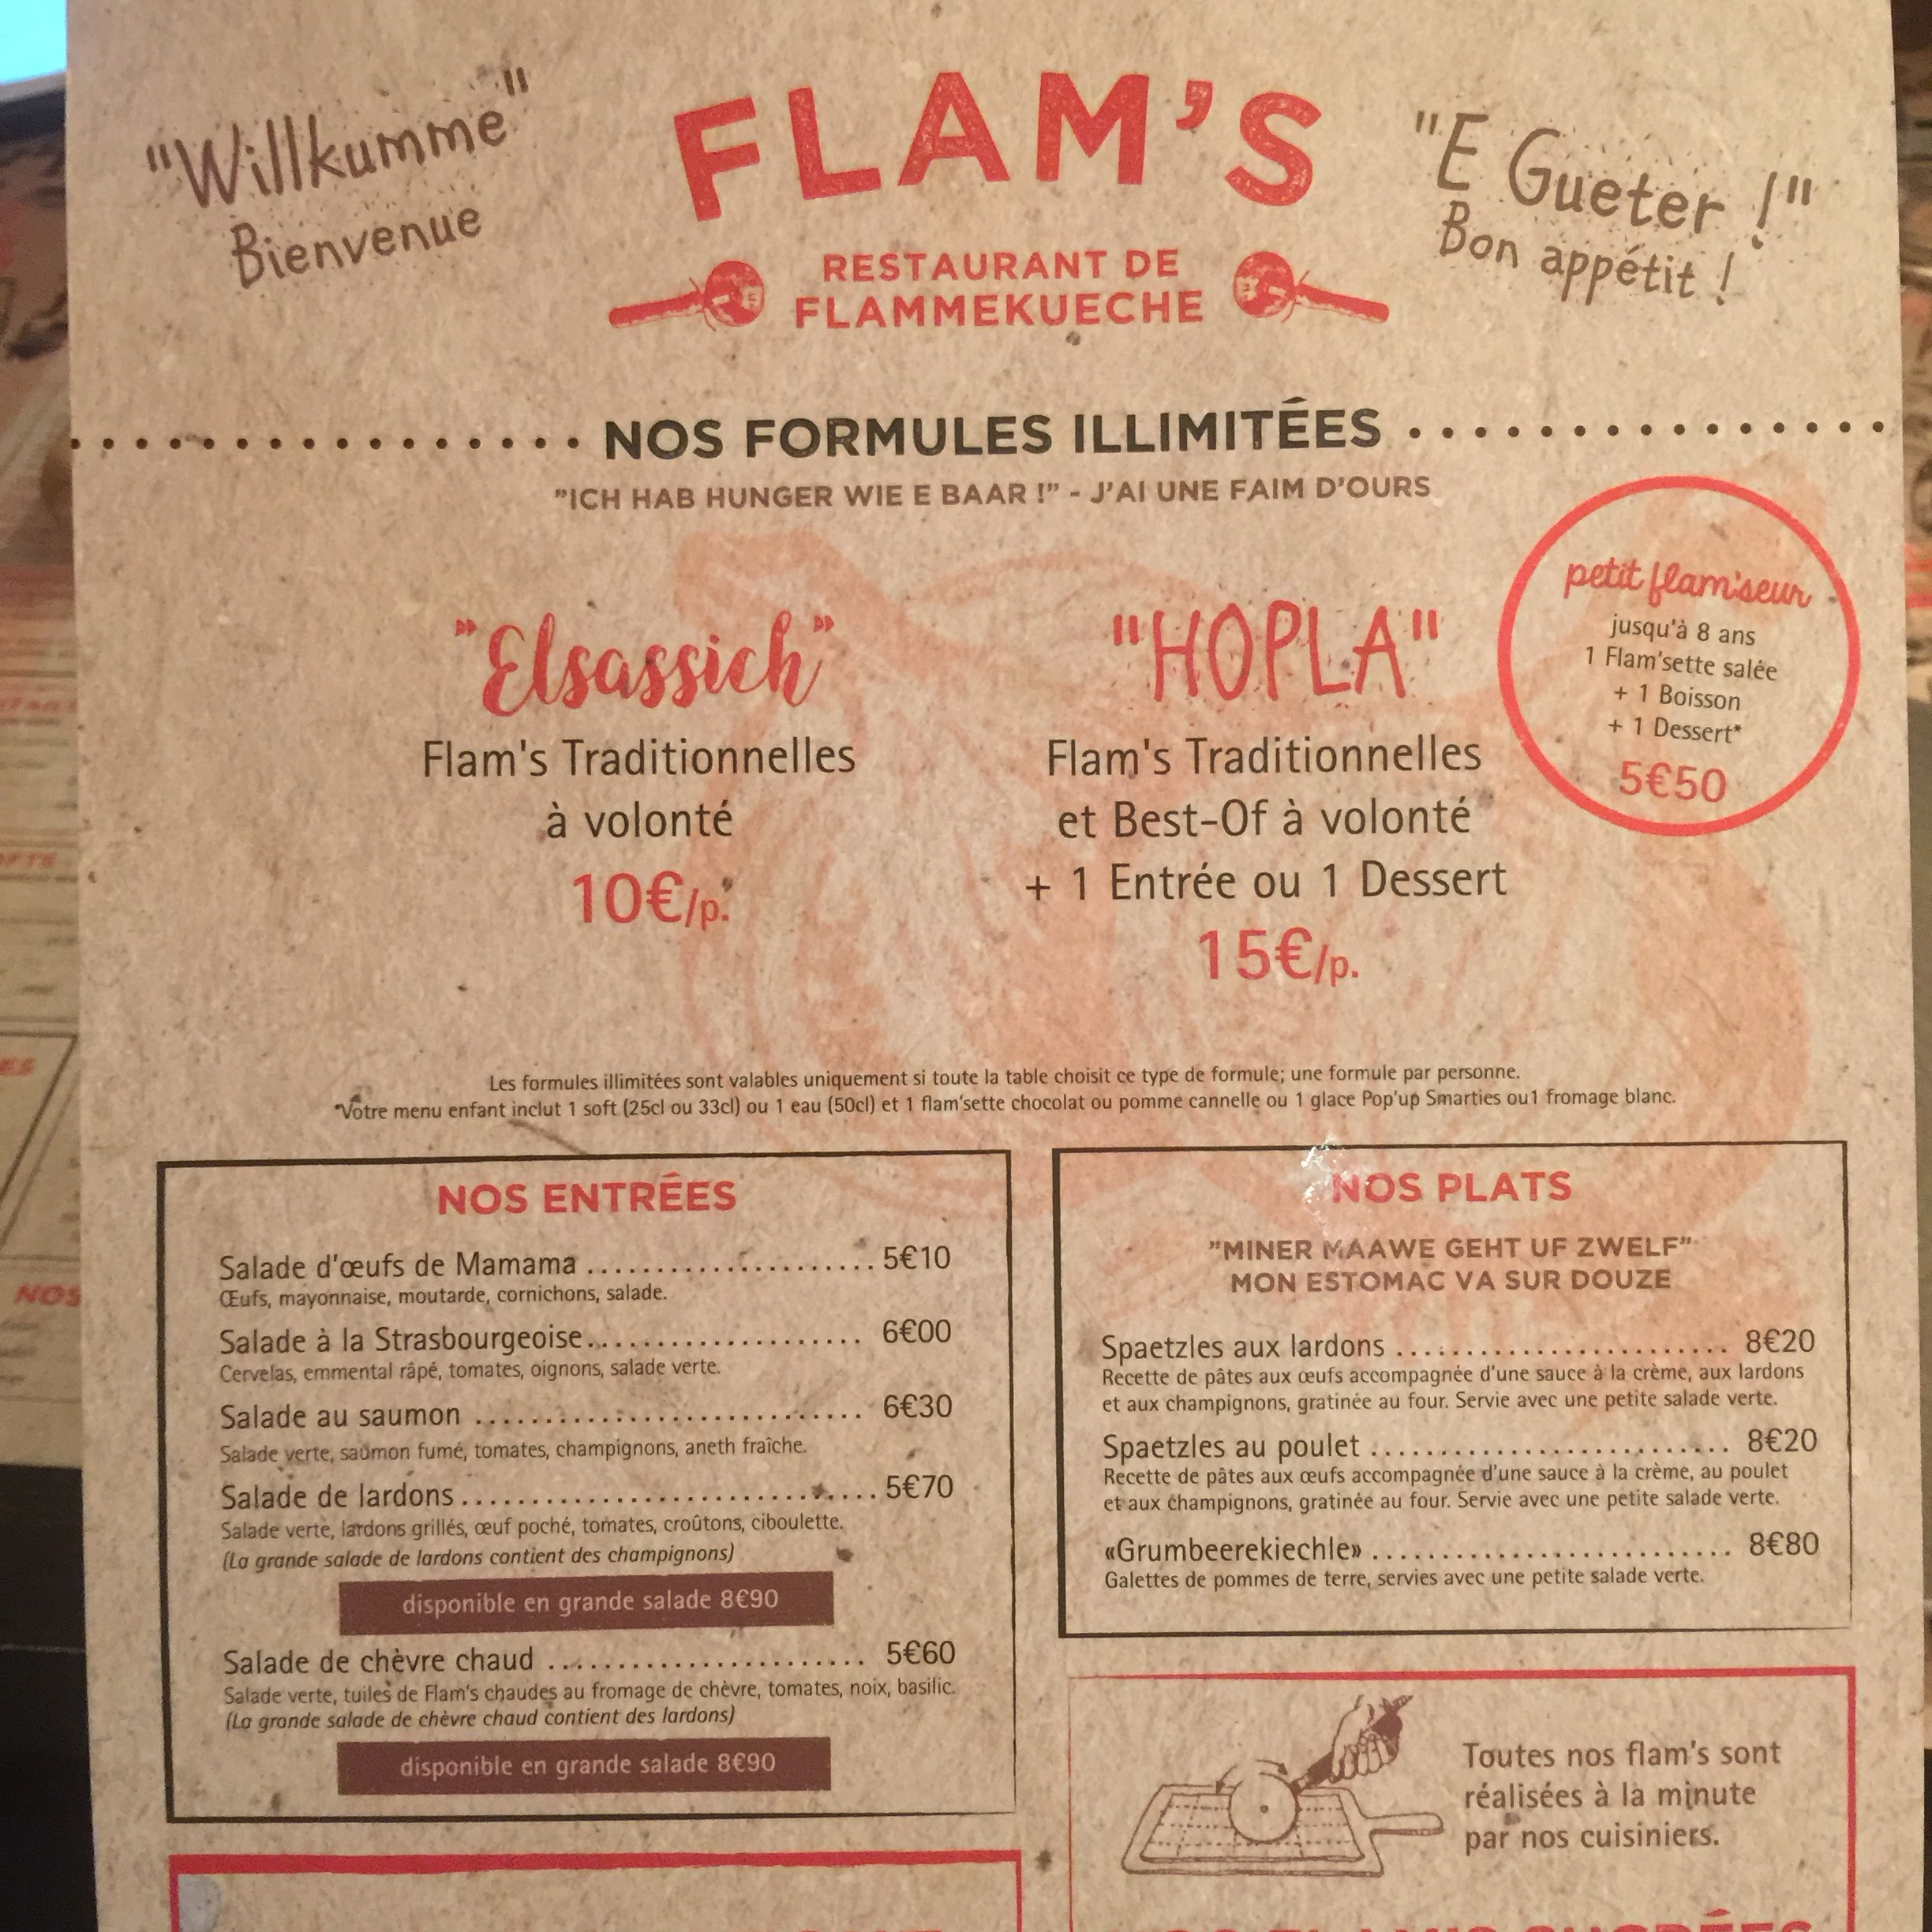 "Willkumme"
Bienvenue
FLAM'S
RESTAURANT DE
FLAMMEKUECHE
"E Gueter !"
Bon appétit !
NOS FORMULES ILLIMITÉES
"ICH HAB HUNGER WIE E BAAR !" - J'AI UNE FAIM D'OURS
"Elsassich"
Flam's Traditionnelles
à volonté
10€/p.
"HOPLA"
Flam's Traditionnelles
et Best-Of à volonté
+ 1 Entrée ou 1 Dessert
15€/p.
petit flam'seur
jusqu'à 8 ans
1 Flam'sette salée
+ 1 Boisson
+ 1 Dessert*
5€50
Les formules illimitées sont valables uniquement si toute la table choisit ce type de formule; une formule par personne.
*Votre menu enfant inclut 1 soft (25cl ou 33cl) ou 1 eau (50cl) et 1 flam'sette chocolat ou pomme cannelle ou 1 glace Pop'up Smarties ou1 fromage blanc.
NOS ENTRÉES
Salade d'œufs de Mamama ...................... 5€10
Œufs, mayonnaise, moutarde, cornichons, salade.
Salade à la Strasbourgeoise..................... 6€00
Cervelas, emmental râpé, tomates, oignons, salade verte.
Salade au saumon .............................. 6€30
Salade verte, saumon fumé, tomates, champignons, aneth fraîche.
Salade de lardons................................ 5€70
Salade verte, lardons grillés, œuf poché, tomates, croûtons, ciboulette.
(La grande salade de lardons contient des champignons)
disponible en grande salade 8€90
Salade de chèvre chaud ........................ 5€60
Salade verte, tuiles de Flam's chaudes au fromage de chèvre, tomates, noix, basilic.
(La grande salade de chèvre chaud contient des lardons)
disponible en grande salade 8€90
NOS PLATS
"MINER MAAWE GEHT UF ZWELF"
MON ESTOMAC VA SUR DOUZE
Spaetzles aux lardons .......................... 8€20
Recette de pâtes aux œufs accompagnée d'une sauce à la crème, aux lardons
et aux champignons, gratinée au four. Servie avec une petite salade verte.
Spaetzles au poulet ............................ 8€20
Recette de pâtes aux œufs accompagnée d'une sauce à la crème, au poulet
et aux champignons, gratinée au four. Servie avec une petite salade verte.
«Grumbeerekiechle» ............................ 8€80
Galettes de pommes de terre, servies avec une petite salade verte.
Toutes nos flam's sont
réalisées à la minute
par nos cuisiniers.